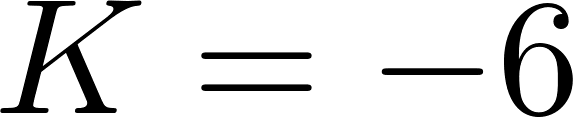 K = −6